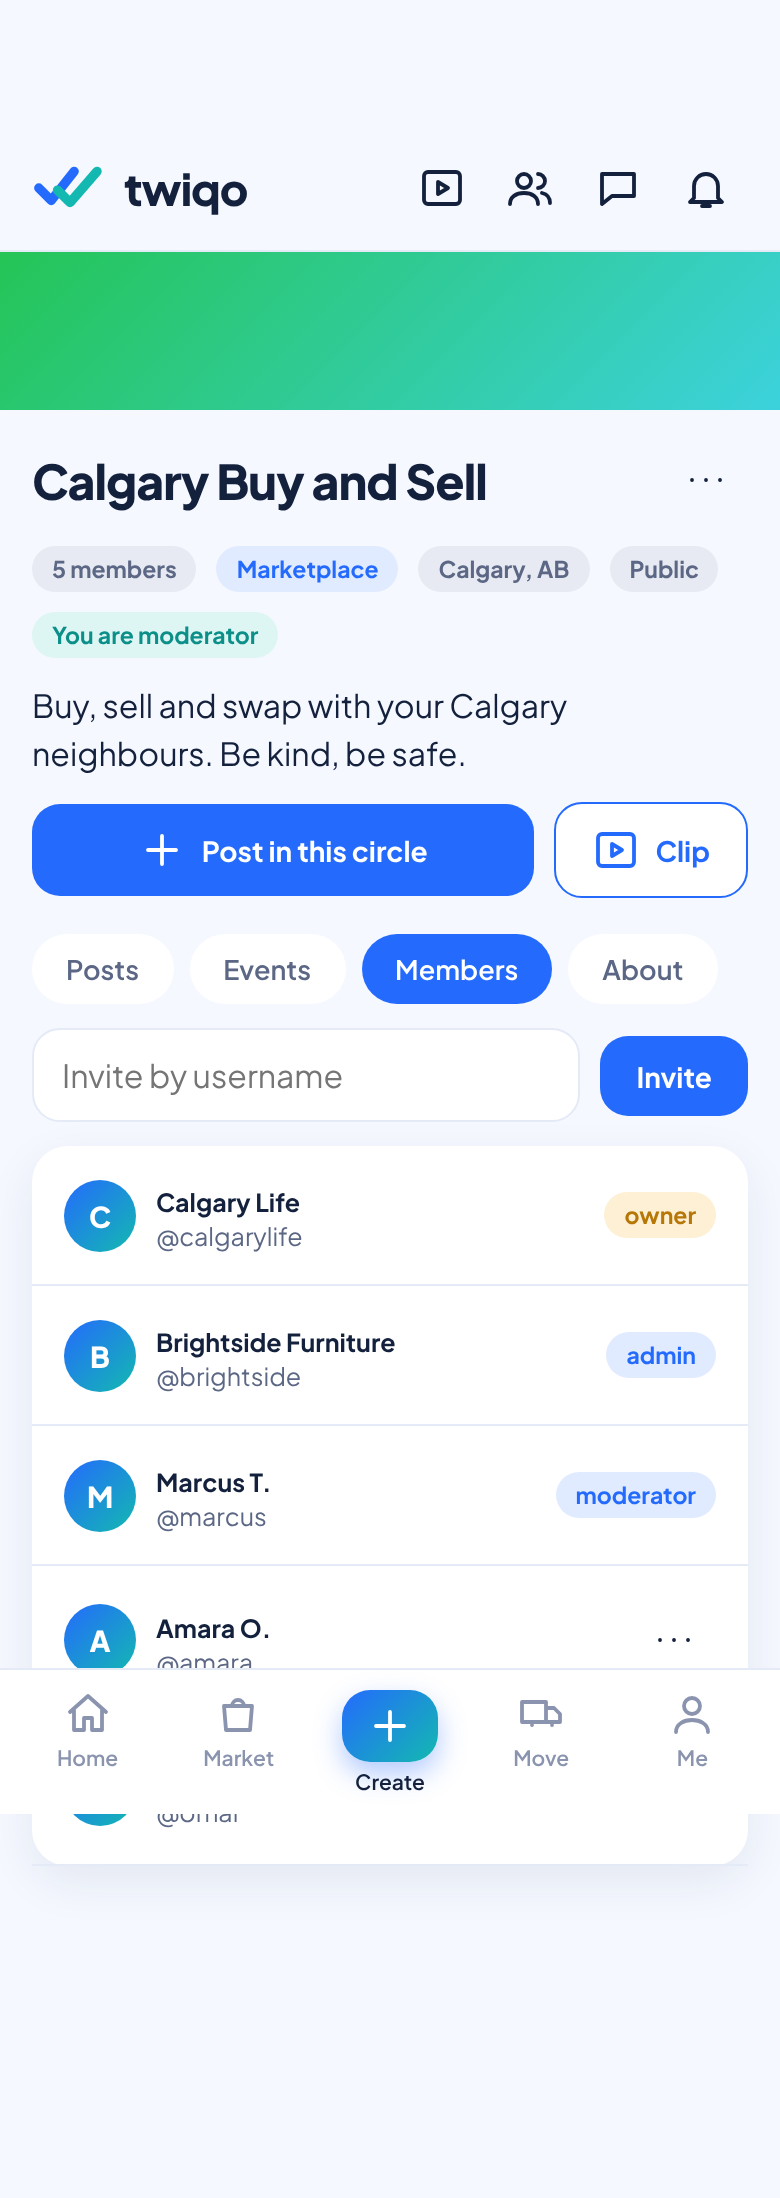 twiqo
Calgary Buy and Sell
5 members Marketplace Calgary, AB Public
You are moderator
Buy, sell and swap with your Calgary
neighbours. Be kind, be safe.
Post in this circle Clip
Posts Events Members About
Invite by username Invite
C Calgary Life owner
@calgarylife
B Brightside Furniture admin
@brightside
M Marcus T. moderator
@marcus
A Amara O.
@amara
Home Market Create Move Me
@omar